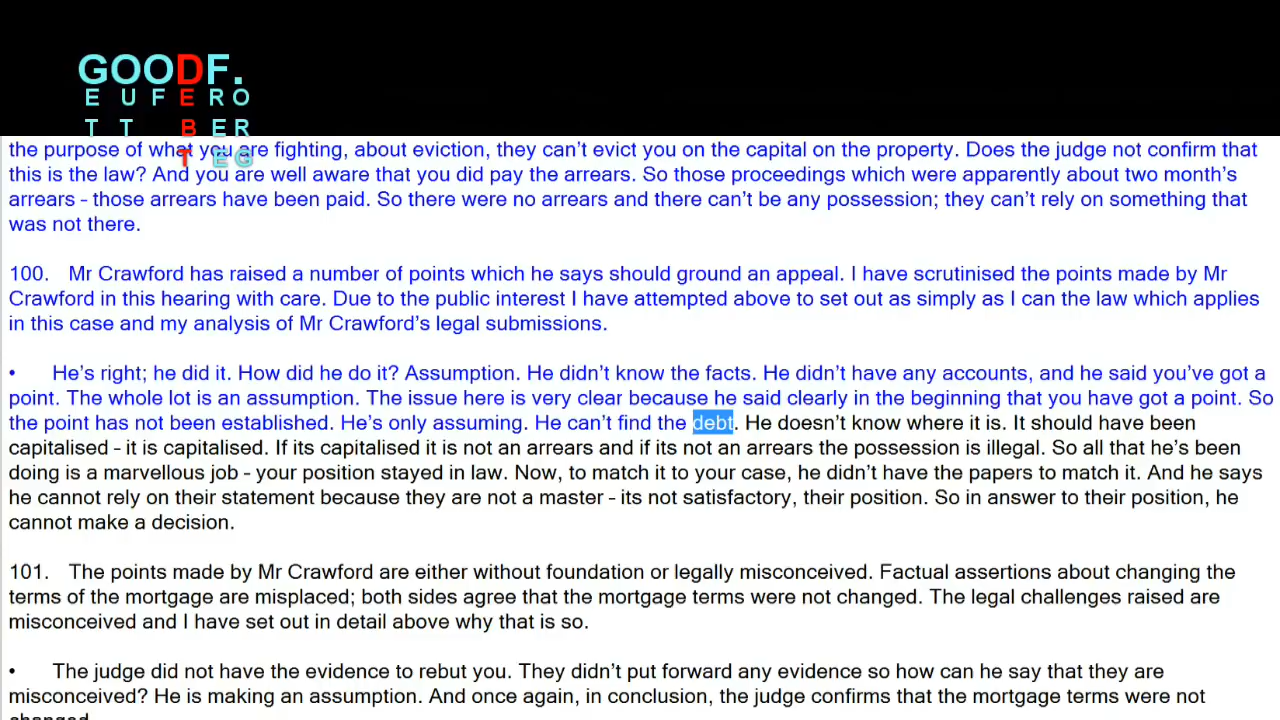 GOODF.
E U F E R O
T T B E R
T E G
the purpose of what you are fighting, about eviction, they can't evict you on the capital on the property. Does the judge not confirm that
this is the law? And you are well aware that you did pay the arrears. So those proceedings which were apparently about two month's
arrears - those arrears have been paid. So there were no arrears and there can't be any possession; they can't rely on something that
was not there.
100. Mr Crawford has raised a number of points which he says should ground an appeal. I have scrutinised the points made by Mr
Crawford in this hearing with care. Due to the public interest I have attempted above to set out as simply as I can the law which applies
in this case and my analysis of Mr Crawford's legal submissions.
• He's right; he did it. How did he do it? Assumption. He didn't know the facts. He didn't have any accounts, and he said you've got a
point. The whole lot is an assumption. The issue here is very clear because he said clearly in the beginning that you have got a point. So
the point has not been established. He's only assuming. He can't find the debt. He doesn't know where it is. It should have been
capitalised - it is capitalised. If its capitalised it is not an arrears and if its not an arrears the possession is illegal. So all that he's been
doing is a marvellous job - your position stayed in law. Now, to match it to your case, he didn't have the papers to match it. And he says
he cannot rely on their statement because they are not a master - its not satisfactory, their position. So in answer to their position, he
cannot make a decision.
101. The points made by Mr Crawford are either without foundation or legally misconceived. Factual assertions about changing the
terms of the mortgage are misplaced; both sides agree that the mortgage terms were not changed. The legal challenges raised are
misconceived and I have set out in detail above why that is so.
• The judge did not have the evidence to rebut you. They didn't put forward any evidence so how can he say that they are
misconceived? He is making an assumption. And once again, in conclusion, the judge confirms that the mortgage terms were not
changed.